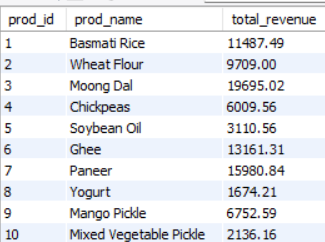 prod_id prod_name total_revenue
1 Basmati Rice 11487.49
2 Wheat Flour 9709.00
3 Moong Dal 19695.02
4 Chickpeas 6009.56
5 Soybean Oil 3110.56
6 Ghee 13161.31
7 Paneer 15980.84
8 Yogurt 1674.21
9 Mango Pickle 6752.59
10 Mixed Vegetable Pickle 2136.16